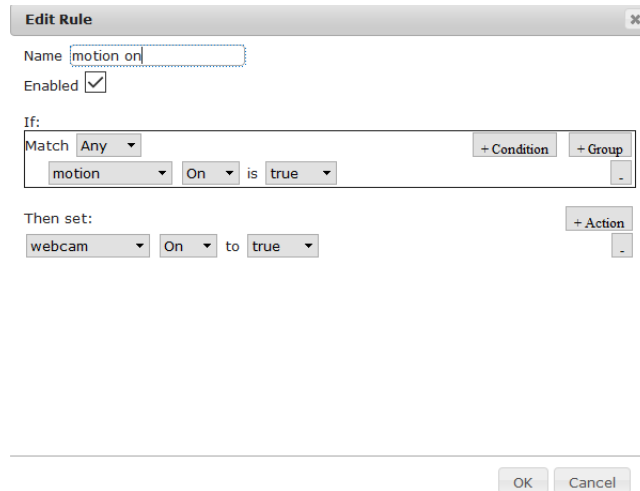 Edit Rule
Name motion on
Enabled
If:
Match Any + Condition + Group
motion On is true -
Then set: + Action
webcam On to true -
OK Cancel